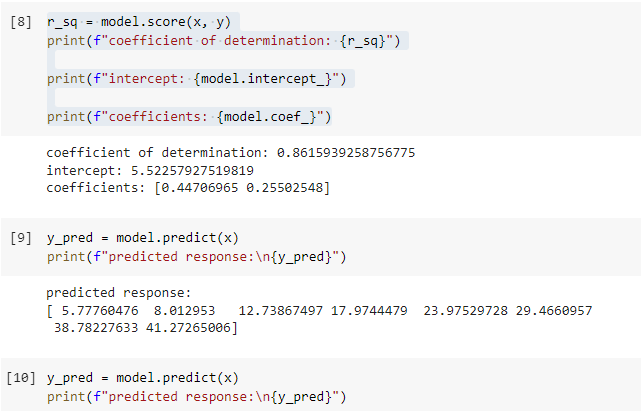 [8] r_sq = model.score(x, y)
print(f"coefficient of determination: {r_sq}")
print(f"intercept: {model.intercept_}")
print(f"coefficients: {model.coef_}")
coefficient of determination: 0.8615939258756775
intercept: 5.52257927519819
coefficients: [0.44706965 0.25502548]
[9] y_pred = model.predict(x)
print(f"predicted response:\n{y_pred}")
predicted response:
[ 5.77760476  8.012953   12.73867497 17.9744479  23.97529728 29.4660957
 38.78227633 41.27265006]
[10] y_pred = model.predict(x)
print(f"predicted response:\n{y_pred}")